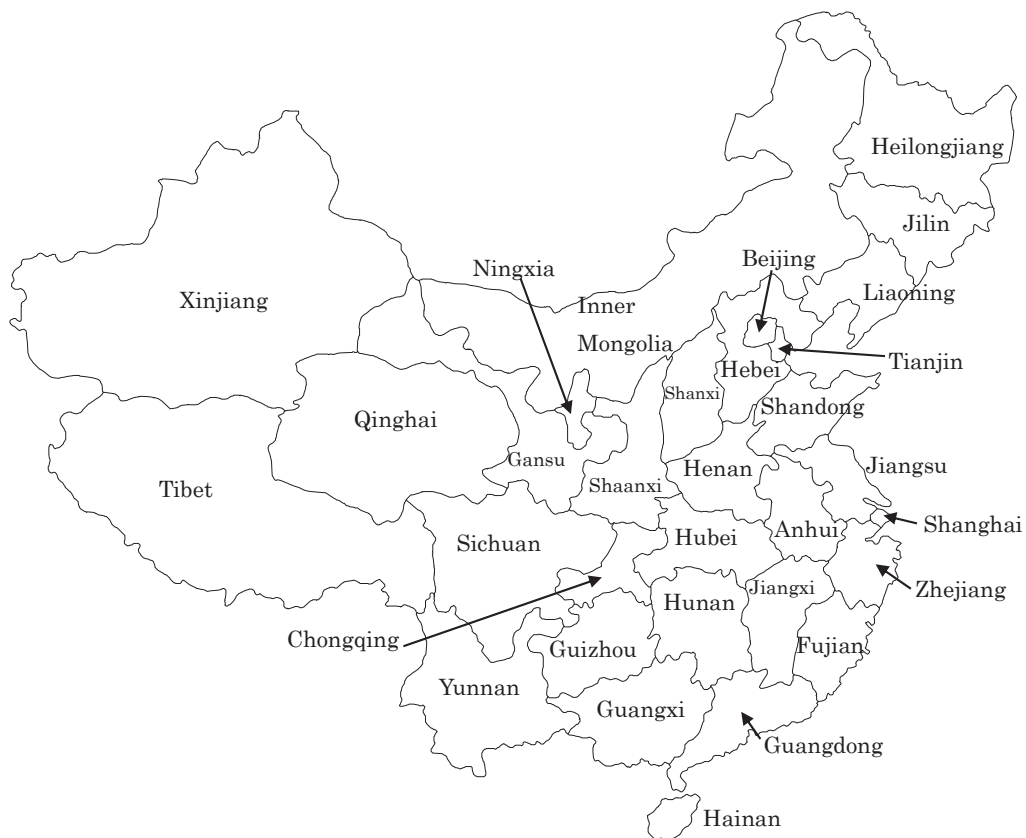 Heilongjiang
Jilin
Beijing
Ningxia
Liaoning
Xinjiang
Inner
Mongolia
Tianjin
Hebei
Shanxi
Shandong
Qinghai
Gansu
Henan
Jiangsu
Tibet
Shaanxi
Shanghai
Anhui
Hubei
Sichuan
Jiangxi
Zhejiang
Hunan
Chongqing
Guizhou
Fujian
Yunnan
Guangxi
Guangdong
Hainan